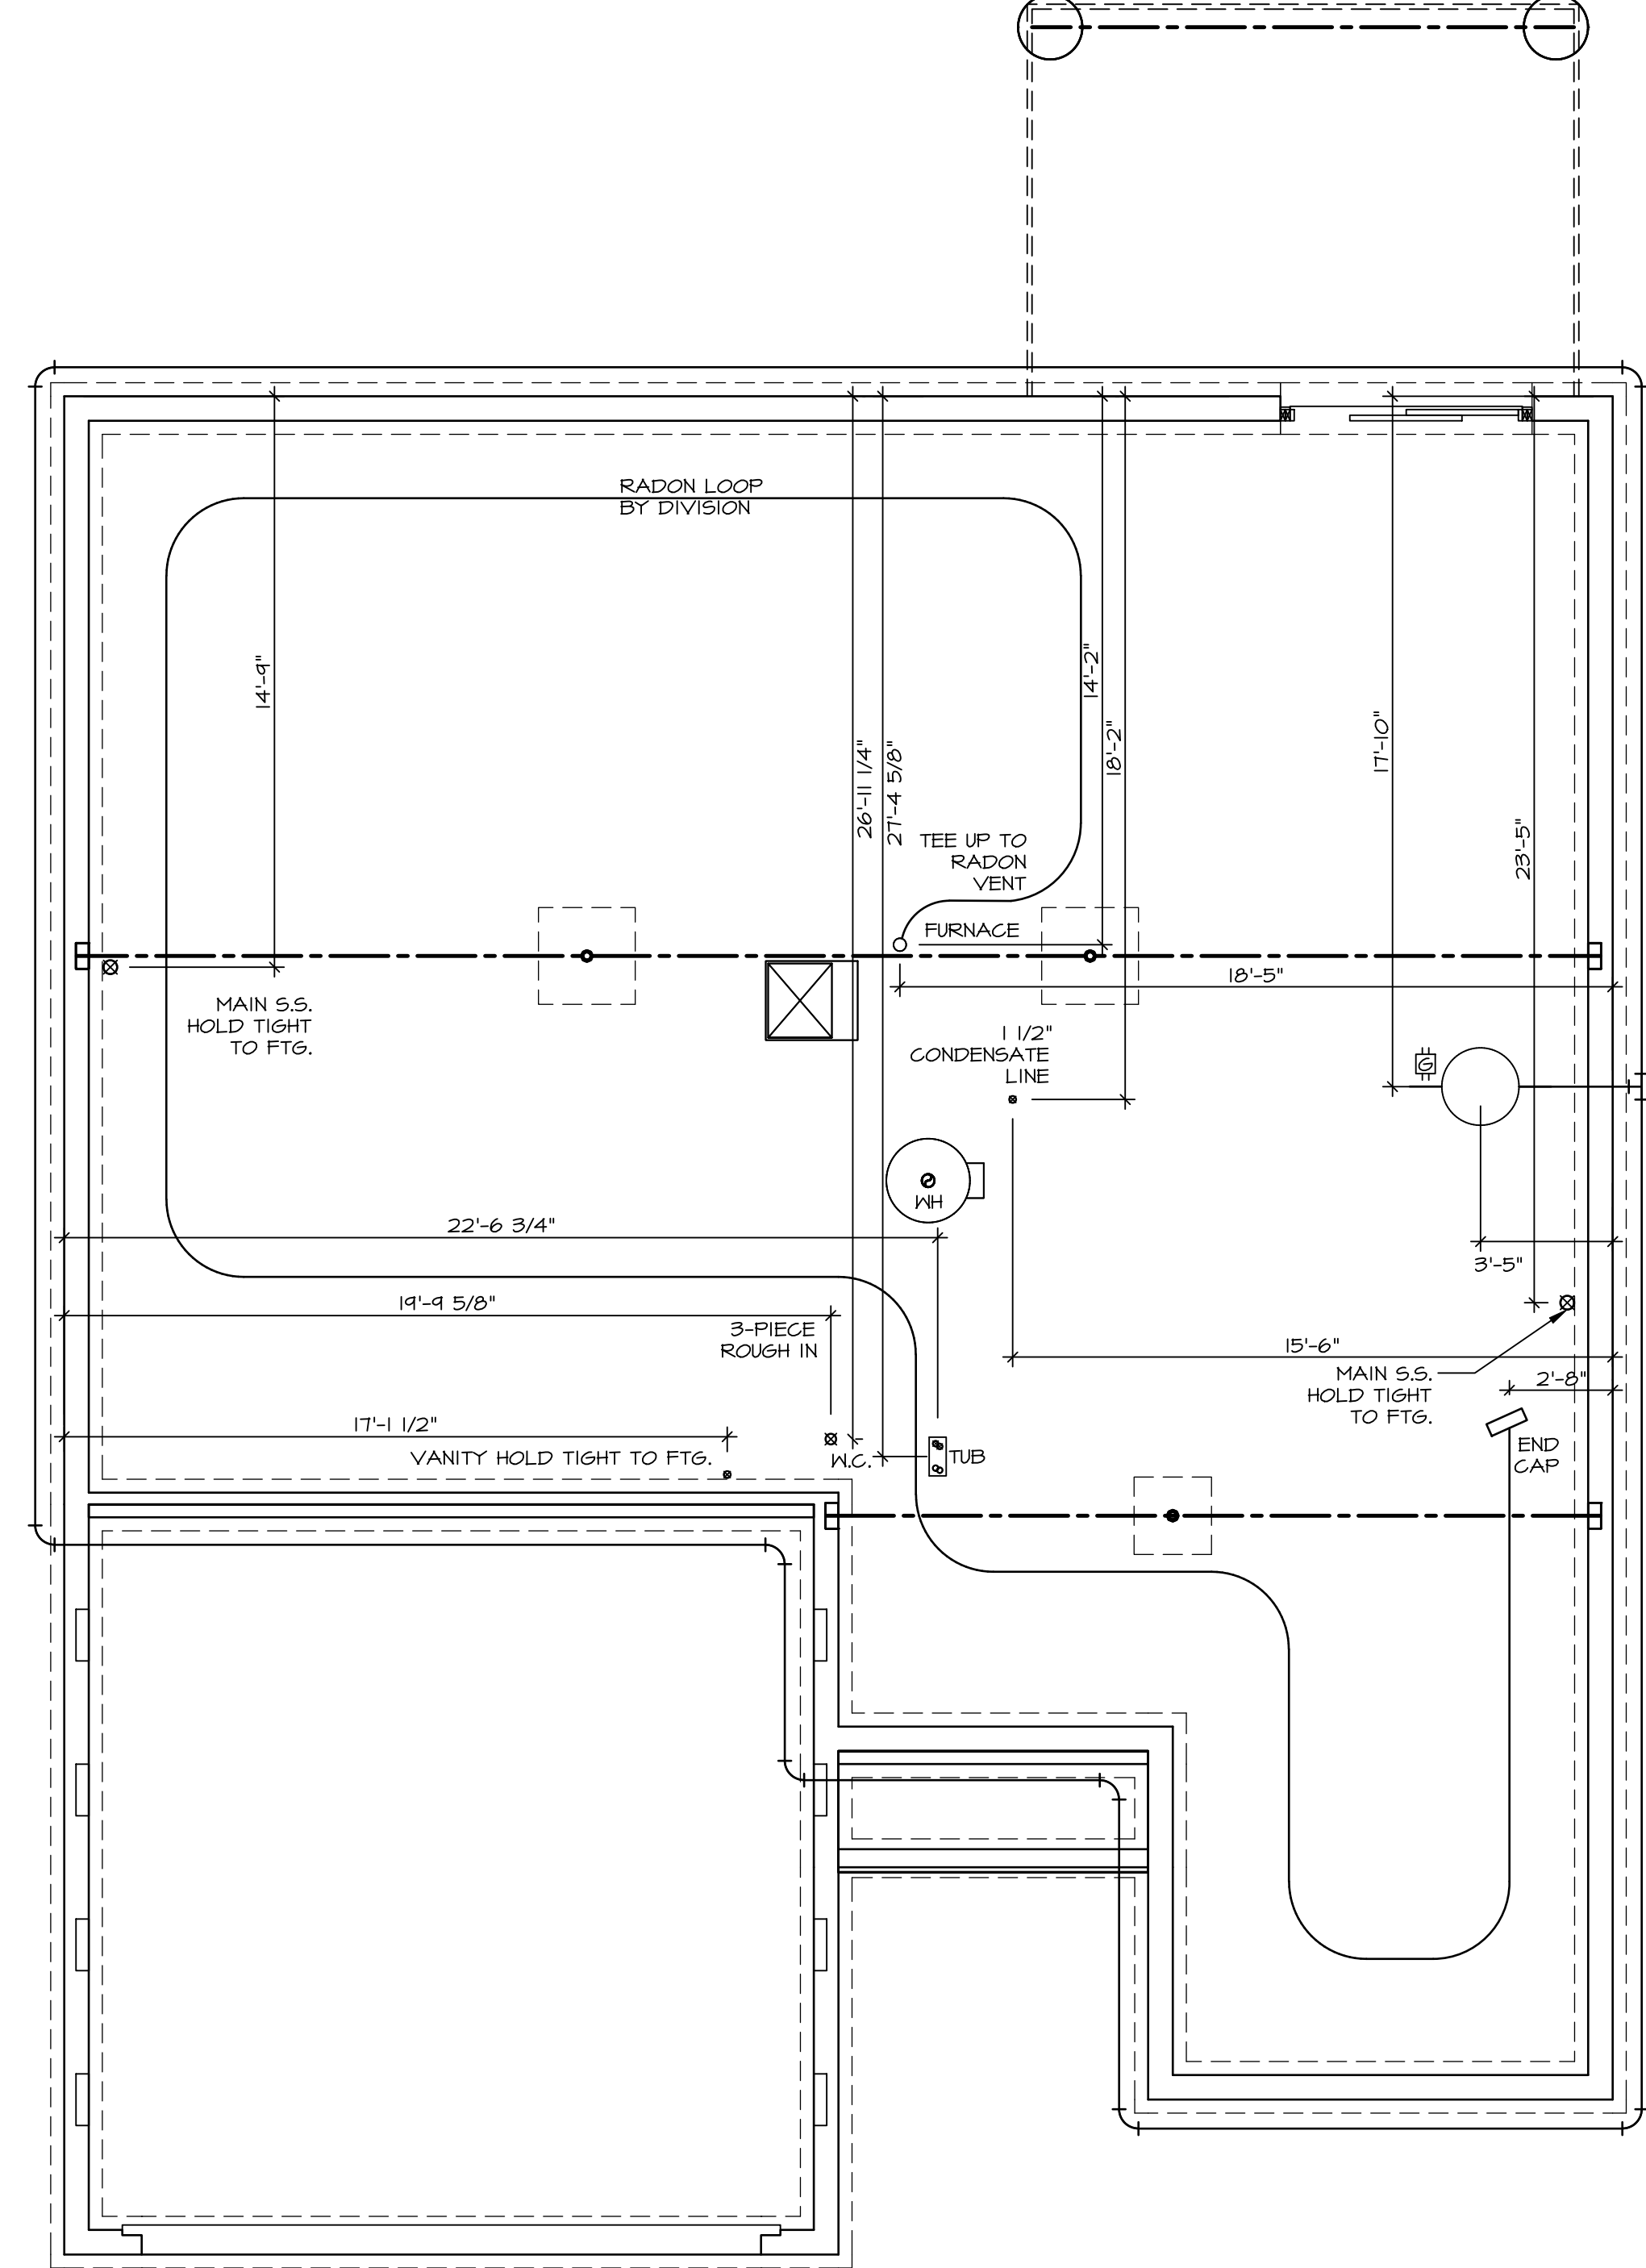 RADON LOOP
BY DIVISION
14'-9"
14'-2"
18'-2"
17'-10"
26'-11 1/4"
27'-4 5/8"
23'-5"
TEE UP TO
RADON
VENT
FURNACE
18'-5"
MAIN S.S.
HOLD TIGHT
TO FTG.
1 1/2"
CONDENSATE
LINE
G
WH
22'-6 3/4"
3'-5"
19'-9 5/8"
3-PIECE
ROUGH IN
15'-6"
MAIN S.S.
HOLD TIGHT
TO FTG.
2'-8"
17'-1 1/2"
VANITY HOLD TIGHT TO FTG.
W.C.
TUB
END
CAP